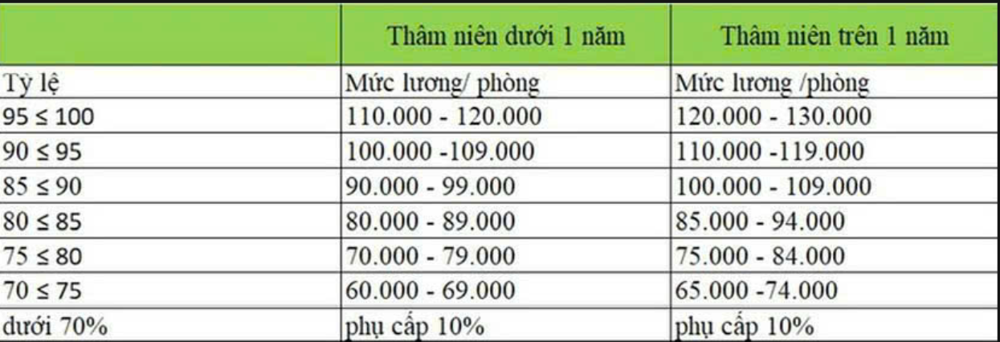 Thâm niên dưới 1 năm Thâm niên trên 1 năm
Tỷ lệ Mức lương/ phòng Mức lương /phòng
95 ≤ 100 110.000 - 120.000 120.000 - 130.000
90 ≤ 95 100.000 -109.000 110.000 -119.000
85 ≤ 90 90.000 - 99.000 100.000 - 109.000
80 ≤ 85 80.000 - 89.000 85.000 - 94.000
75 ≤ 80 70.000 - 79.000 75.000 - 84.000
70 ≤ 75 60.000 - 69.000 65.000 -74.000
dưới 70% phụ cấp 10% phụ cấp 10%